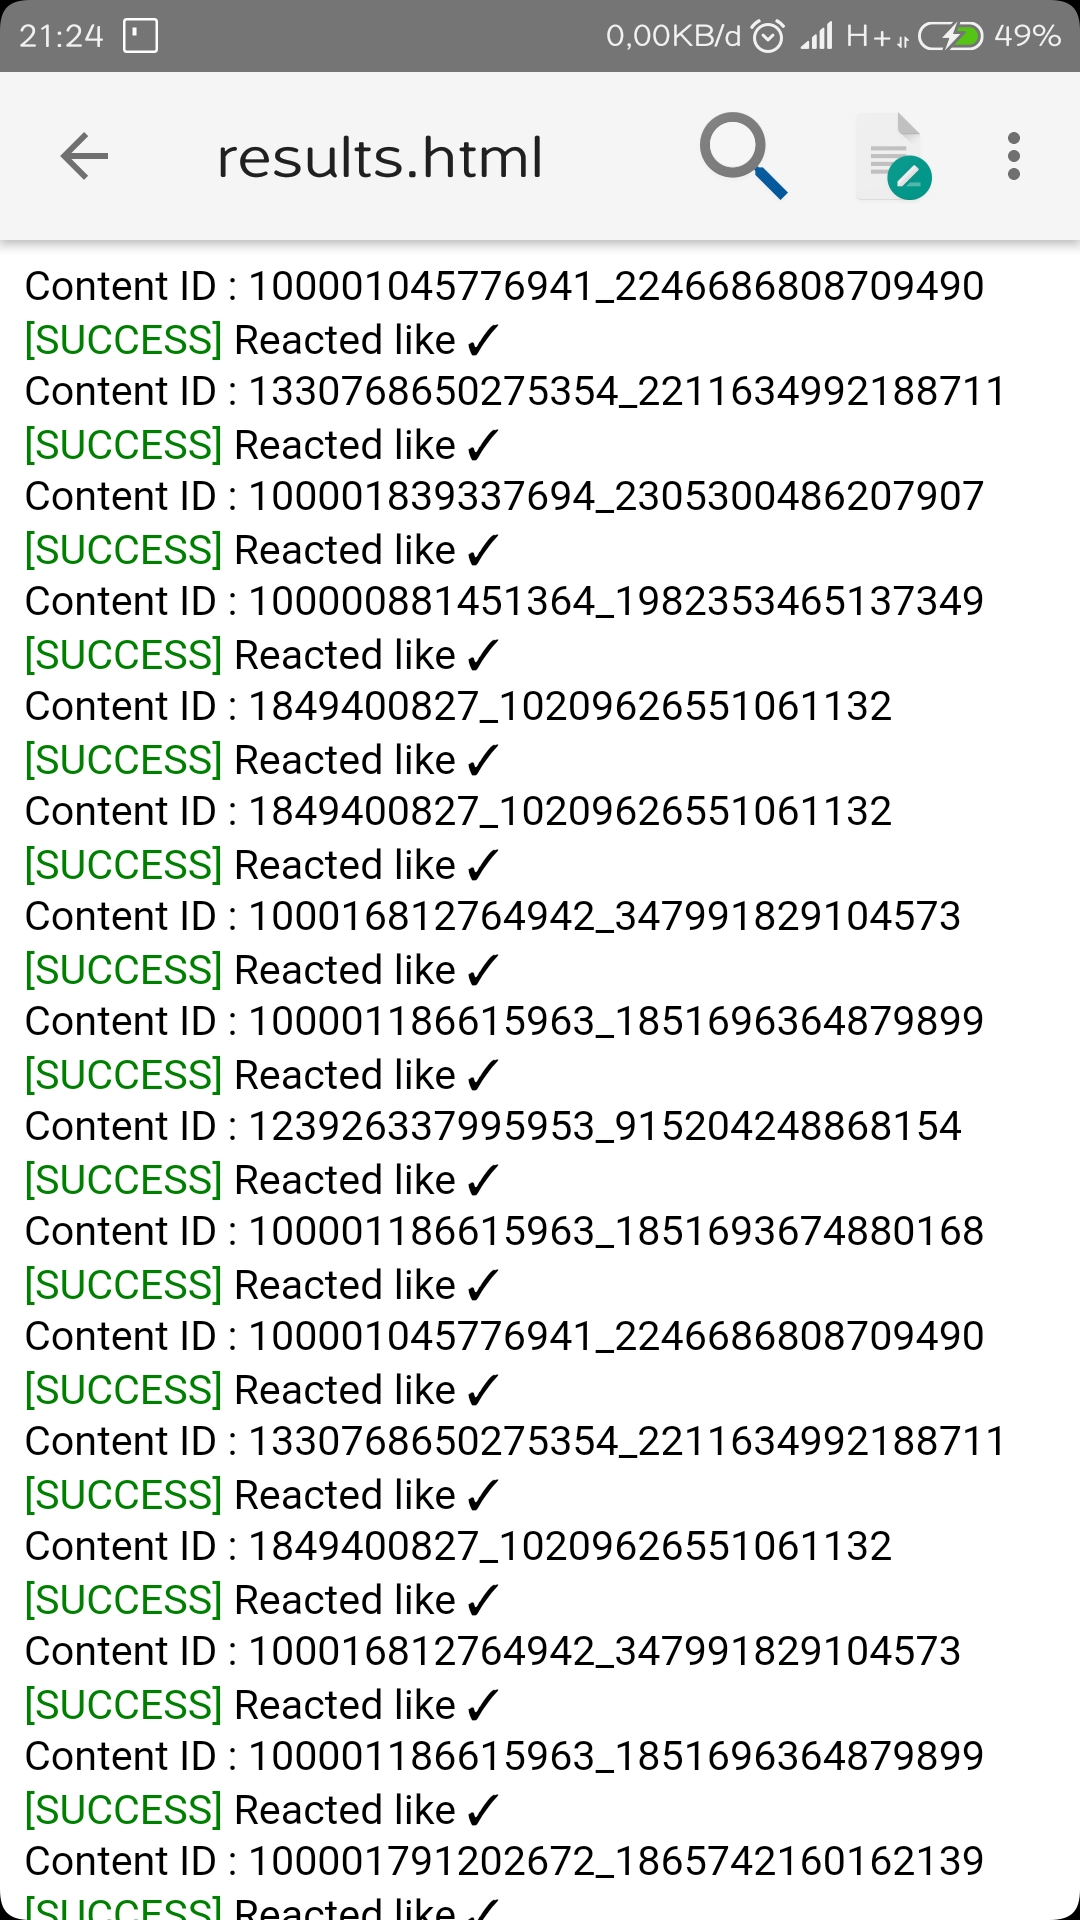 21:24 0,00KB/d H+ 49%
results.html
Content ID : 100001045776941_2246686808709490
[SUCCESS] Reacted like ✓
Content ID : 1330768650275354_2211634992188711
[SUCCESS] Reacted like ✓
Content ID : 100001839337694_2305300486207907
[SUCCESS] Reacted like ✓
Content ID : 100000881451364_1982353465137349
[SUCCESS] Reacted like ✓
Content ID : 1849400827_10209626551061132
[SUCCESS] Reacted like ✓
Content ID : 1849400827_10209626551061132
[SUCCESS] Reacted like ✓
Content ID : 100016812764942_347991829104573
[SUCCESS] Reacted like ✓
Content ID : 100001186615963_1851696364879899
[SUCCESS] Reacted like ✓
Content ID : 123926337995953_915204248868154
[SUCCESS] Reacted like ✓
Content ID : 100001186615963_1851693674880168
[SUCCESS] Reacted like ✓
Content ID : 100001045776941_2246686808709490
[SUCCESS] Reacted like ✓
Content ID : 1330768650275354_2211634992188711
[SUCCESS] Reacted like ✓
Content ID : 1849400827_10209626551061132
[SUCCESS] Reacted like ✓
Content ID : 100016812764942_347991829104573
[SUCCESS] Reacted like ✓
Content ID : 100001186615963_1851696364879899
[SUCCESS] Reacted like ✓
Content ID : 100001791202672_1865742160162139
[SUCCESS] Reacted like ✓